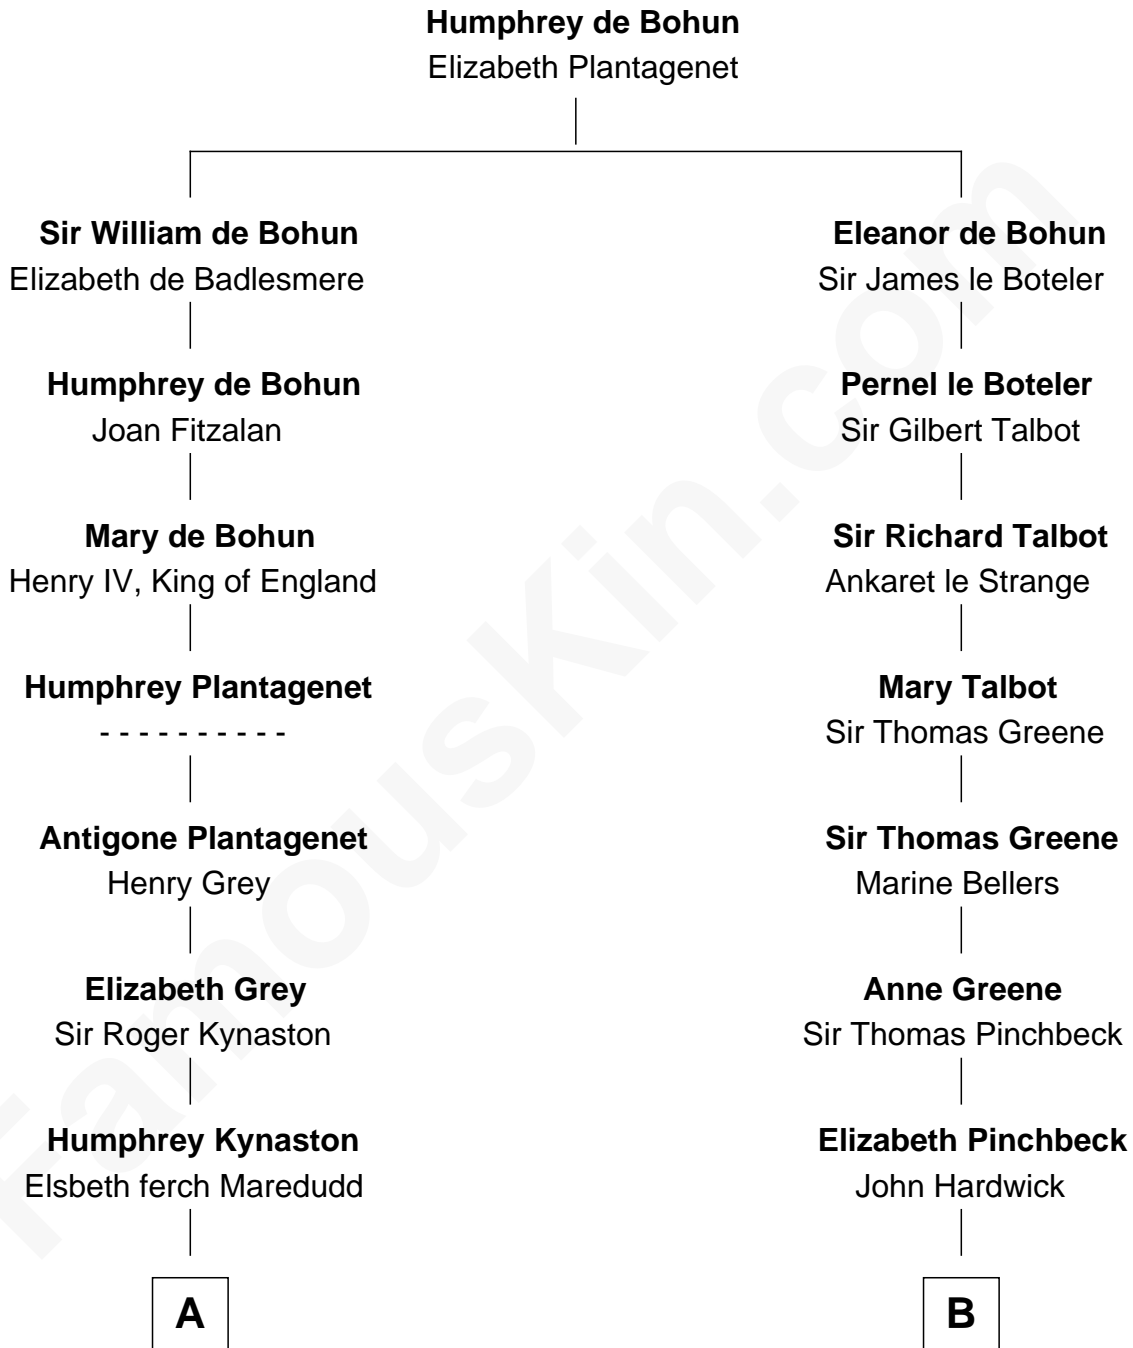 Humphrey de Bohun
Elizabeth Plantagenet
Sir William de Bohun
Elizabeth de Badlesmere
Eleanor de Bohun
Sir James le Boteler
Humphrey de Bohun
Joan Fitzalan
Pernel le Boteler
Sir Gilbert Talbot
Mary de Bohun
Henry IV, King of England
Sir Richard Talbot
Ankaret le Strange
Humphrey Plantagenet
- - - - - - - - - -
Mary Talbot
Sir Thomas Greene
Antigone Plantagenet
Henry Grey
Sir Thomas Greene
Marine Bellers
Elizabeth Grey
Sir Roger Kynaston
Anne Greene
Sir Thomas Pinchbeck
Humphrey Kynaston
Elsbeth ferch Maredudd
Elizabeth Pinchbeck
John Hardwick
A
B
FamousKin.com